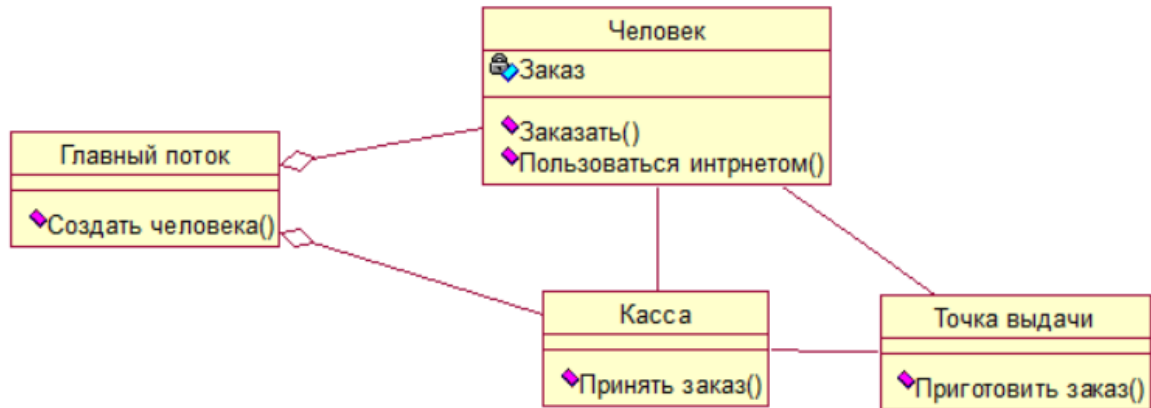 Человек
Заказ
Заказать()
Пользоваться интрнетом()
Главный поток
Создать человека()
Касса
Принять заказ()
Точка выдачи
Приготовить заказ()